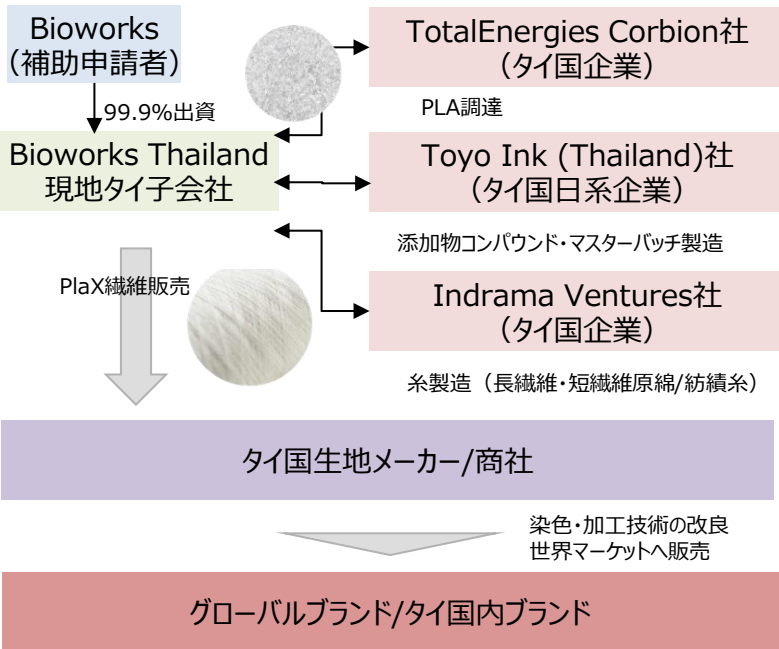 Bioworks
（補助申請者）
99.9%出資
Bioworks Thailand
現地タイ子会社
TotalEnergies Corbion社
（タイ国企業）
PLA調達
Toyo Ink (Thailand)社
（タイ国日系企業）
添加物コンパウンド・マスターバッチ製造
Indrama Ventures社
（タイ国企業）
糸製造（長繊維・短繊維原綿/紡績糸）
PlaX繊維販売
タイ国生地メーカー/商社
染色・加工技術の改良
世界マーケットへ販売
グローバルブランド/タイ国内ブランド